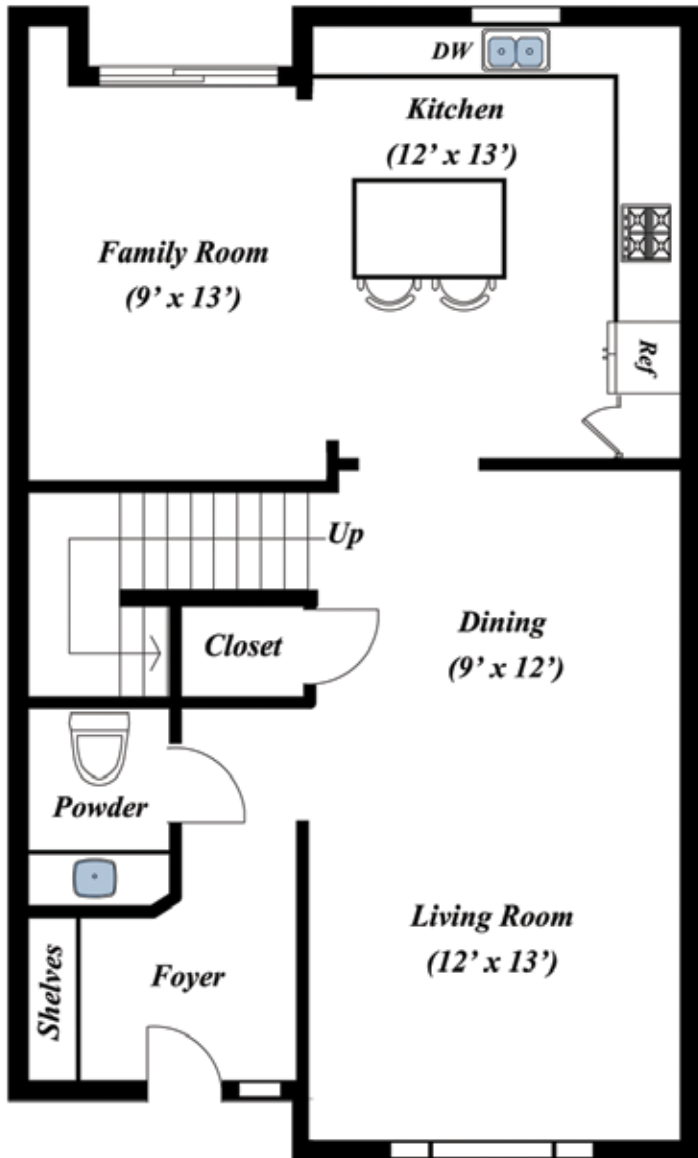 DW
Kitchen
(12’ x 13’)
Family Room
(9’ x 13’)
Ref
Up
Closet
Dining
(9’ x 12’)
Powder
Living Room
(12’ x 13’)
Foyer
Shelves